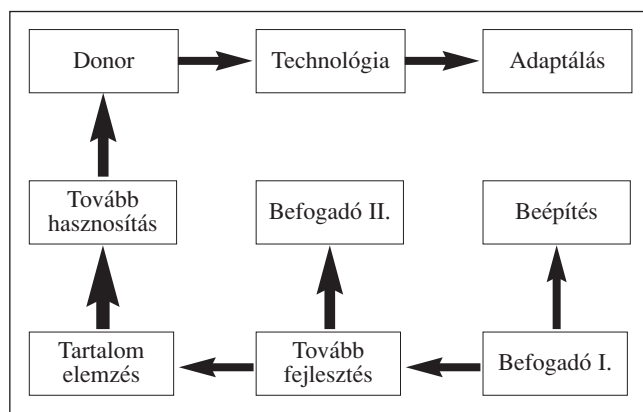 Donor
Technológia
Adaptálás
Tovább
hasznosítás
Befogadó II.
Beépítés
Tartalom
elemzés
Tovább
fejlesztés
Befogadó I.